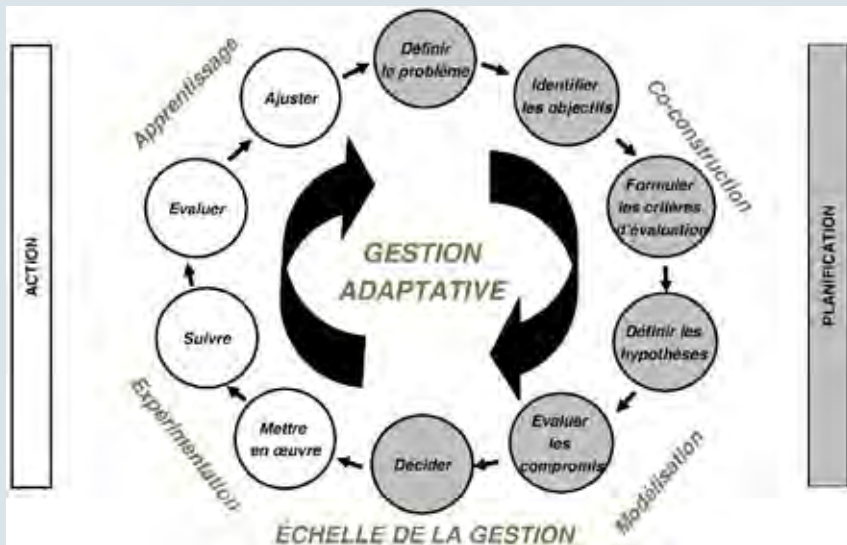 Définir
le problème
Identifier
les objectifs
Co-construction
Formuler
les critères
d'évaluation
Définir les
hypothèses
Modélisation
Evaluer
les
compromis
Décider
Mettre
en œuvre
Expérimentation
Suivre
Evaluer
Apprentissage
Ajuster
GESTION
ADAPTATIVE
ACTION
PLANIFICATION
ÉCHELLE DE LA GESTION